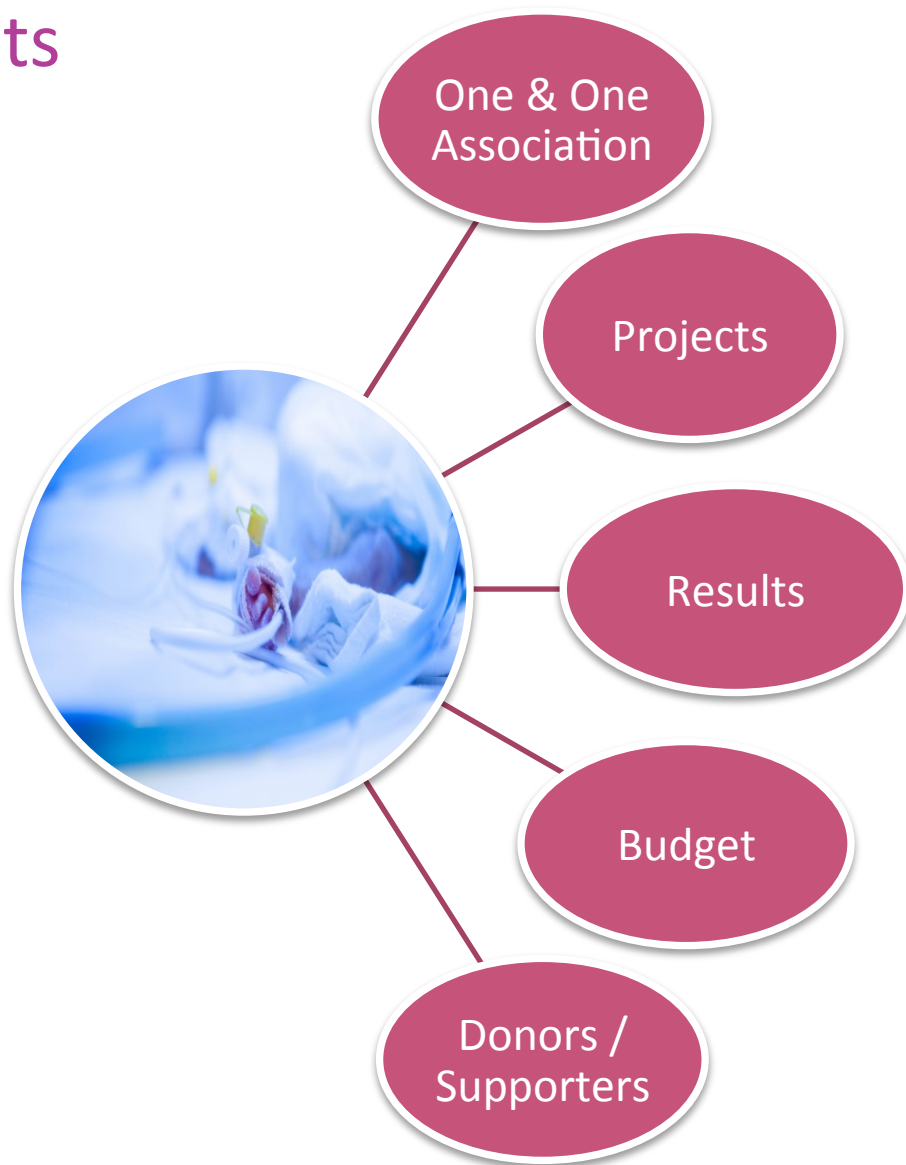 ts
One & One
Association
Projects
Results
Budget
Donors /
Supporters